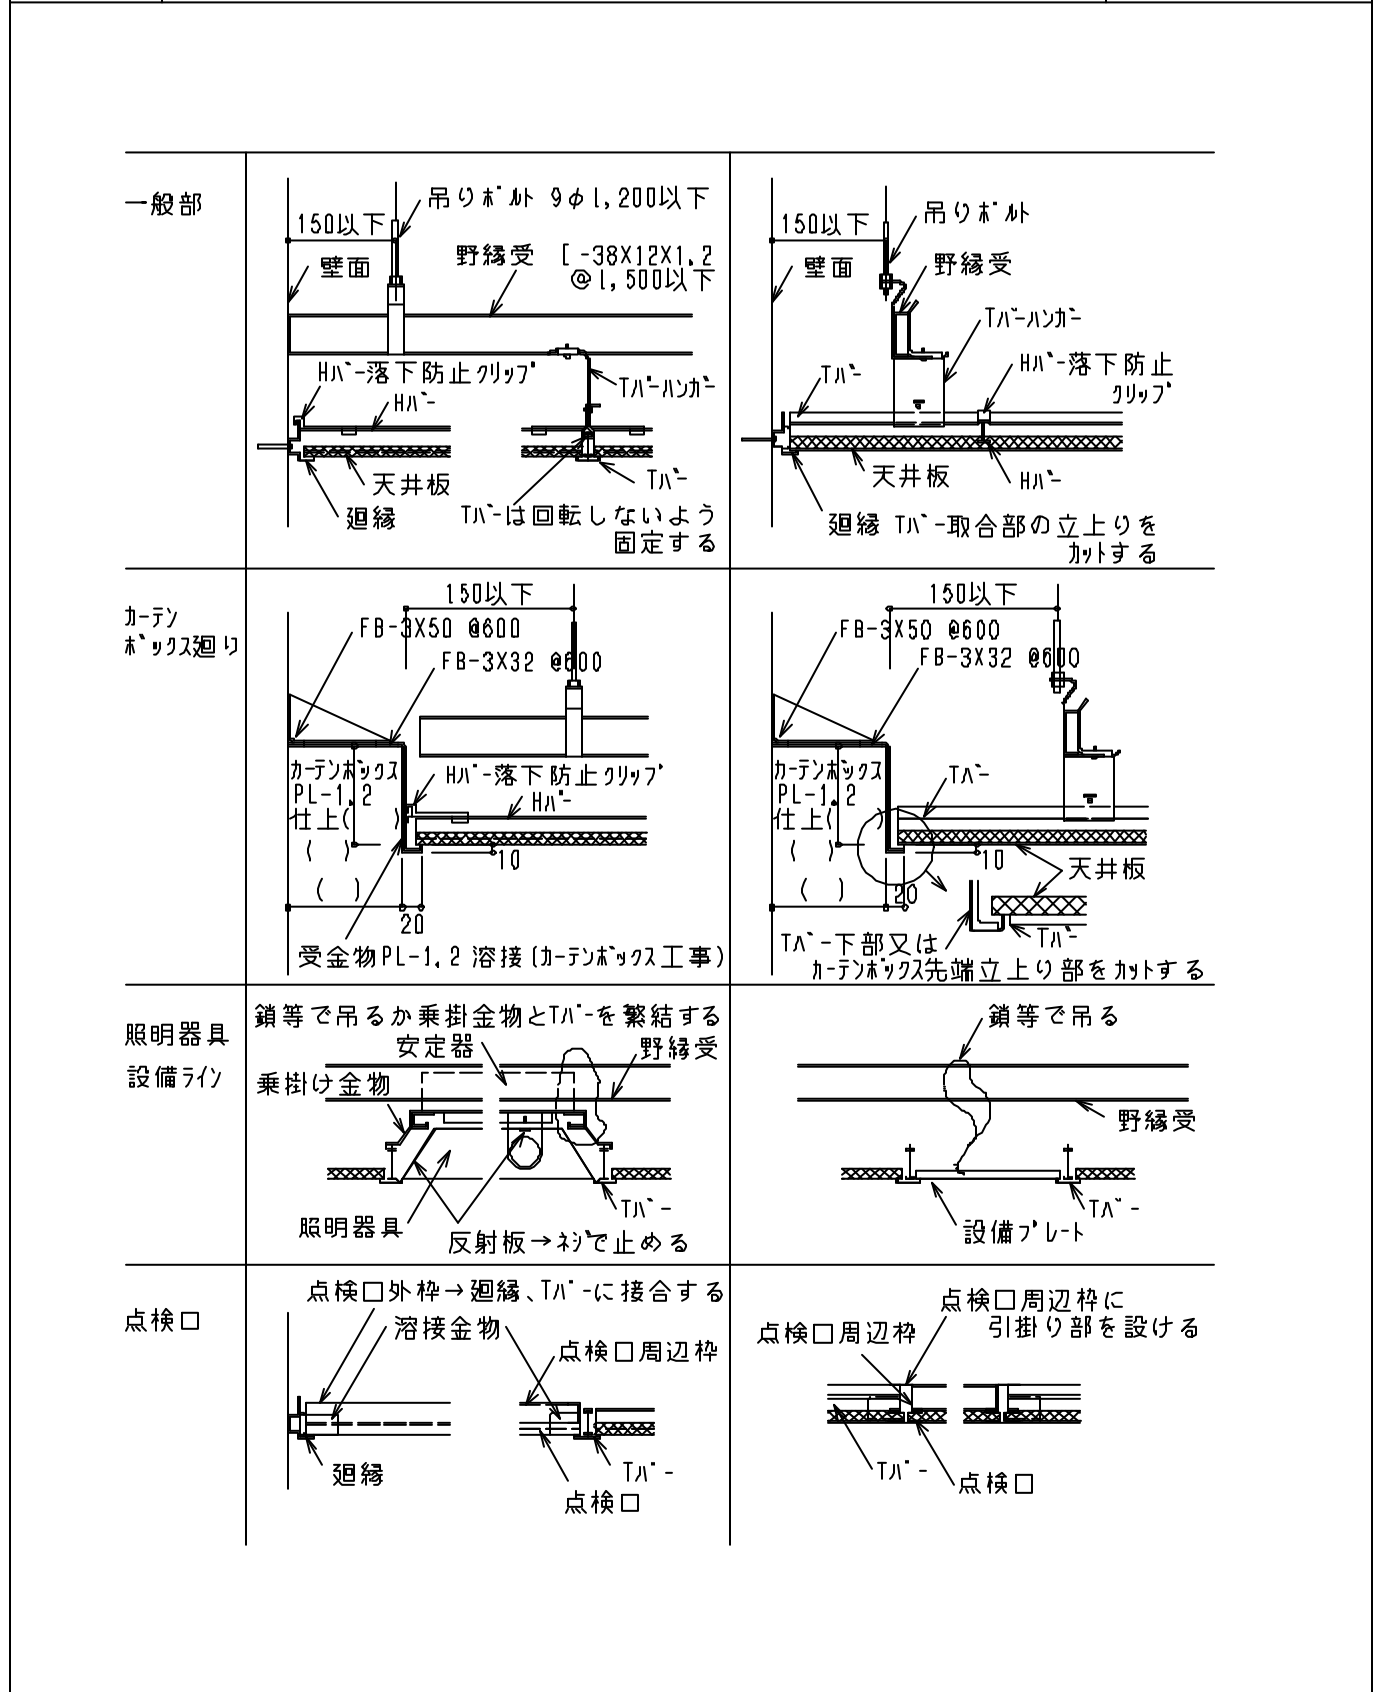 一般部
150以下
吊りボルト 9φ1,200以下
壁面
野縁受 [-38X12X1.2
@1,500以下
Hバー落下防止クリップ
Hバー
Tバーハンガー
天井板
Tバー
廻縁
Tバーは回転しないよう
固定する
150以下
吊りボルト
壁面
野縁受
Tバーハンガー
Tバー
Hバー落下防止
クリップ
天井板
Hバー
廻縁 Tバー取合部の立上りを
カットする
カーテン
ボックス廻り
150以下
FB-3X50 @600
FB-3X32 @600
カーテンボックス
PL-1.2
仕上( )
( )
( )
Hバー落下防止クリップ
Hバー
10
20
受金物PL-1.2 溶接(カーテンボックス工事)
150以下
FB-3X50 @600
FB-3X32 @600
カーテンボックス
PL-1.2
仕上( )
( )
( )
Tバー
10
天井板
20
Tバー
Tバー下部又は
カーテンボックス先端立上り部をカットする
照明器具
設備ライン
鎖等で吊るか乗掛金物とTバーを繋結する
安定器
野縁受
乗掛け金物
Tバー
照明器具
反射板→ネジで止める
鎖等で吊る
野縁受
Tバー
設備プレート
点検口
点検口外枠→廻縁、Tバーに接合する
溶接金物
点検口周辺枠
廻縁
Tバー
点検口
点検口周辺枠に
引掛り部を設ける
点検口周辺枠
Tバー
点検口